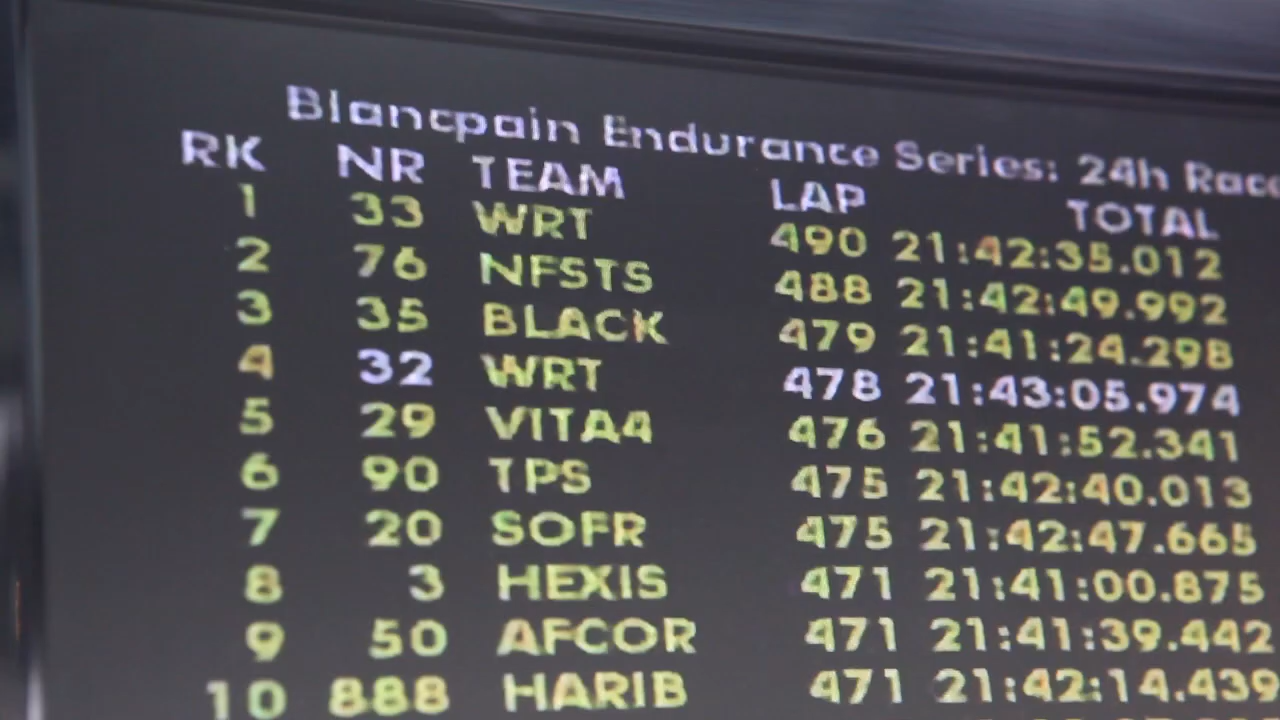 Blancpain Endurance Series: 24h Race
RK NR TEAM LAP TOTAL
1 33 WRT 490 21:42:35.012
2 76 NFSTS 488 21:42:49.992
3 35 BLACK 479 21:41:24.298
4 32 WRT 478 21:43:05.974
5 29 VITA4 476 21:41:52.341
6 90 TPS 475 21:42:40.013
7 20 SOFR 475 21:42:47.665
8 3 HEXIS 471 21:41:00.875
9 50 AFCOR 471 21:41:39.442
10 888 HARIB 471 21:42:14.439